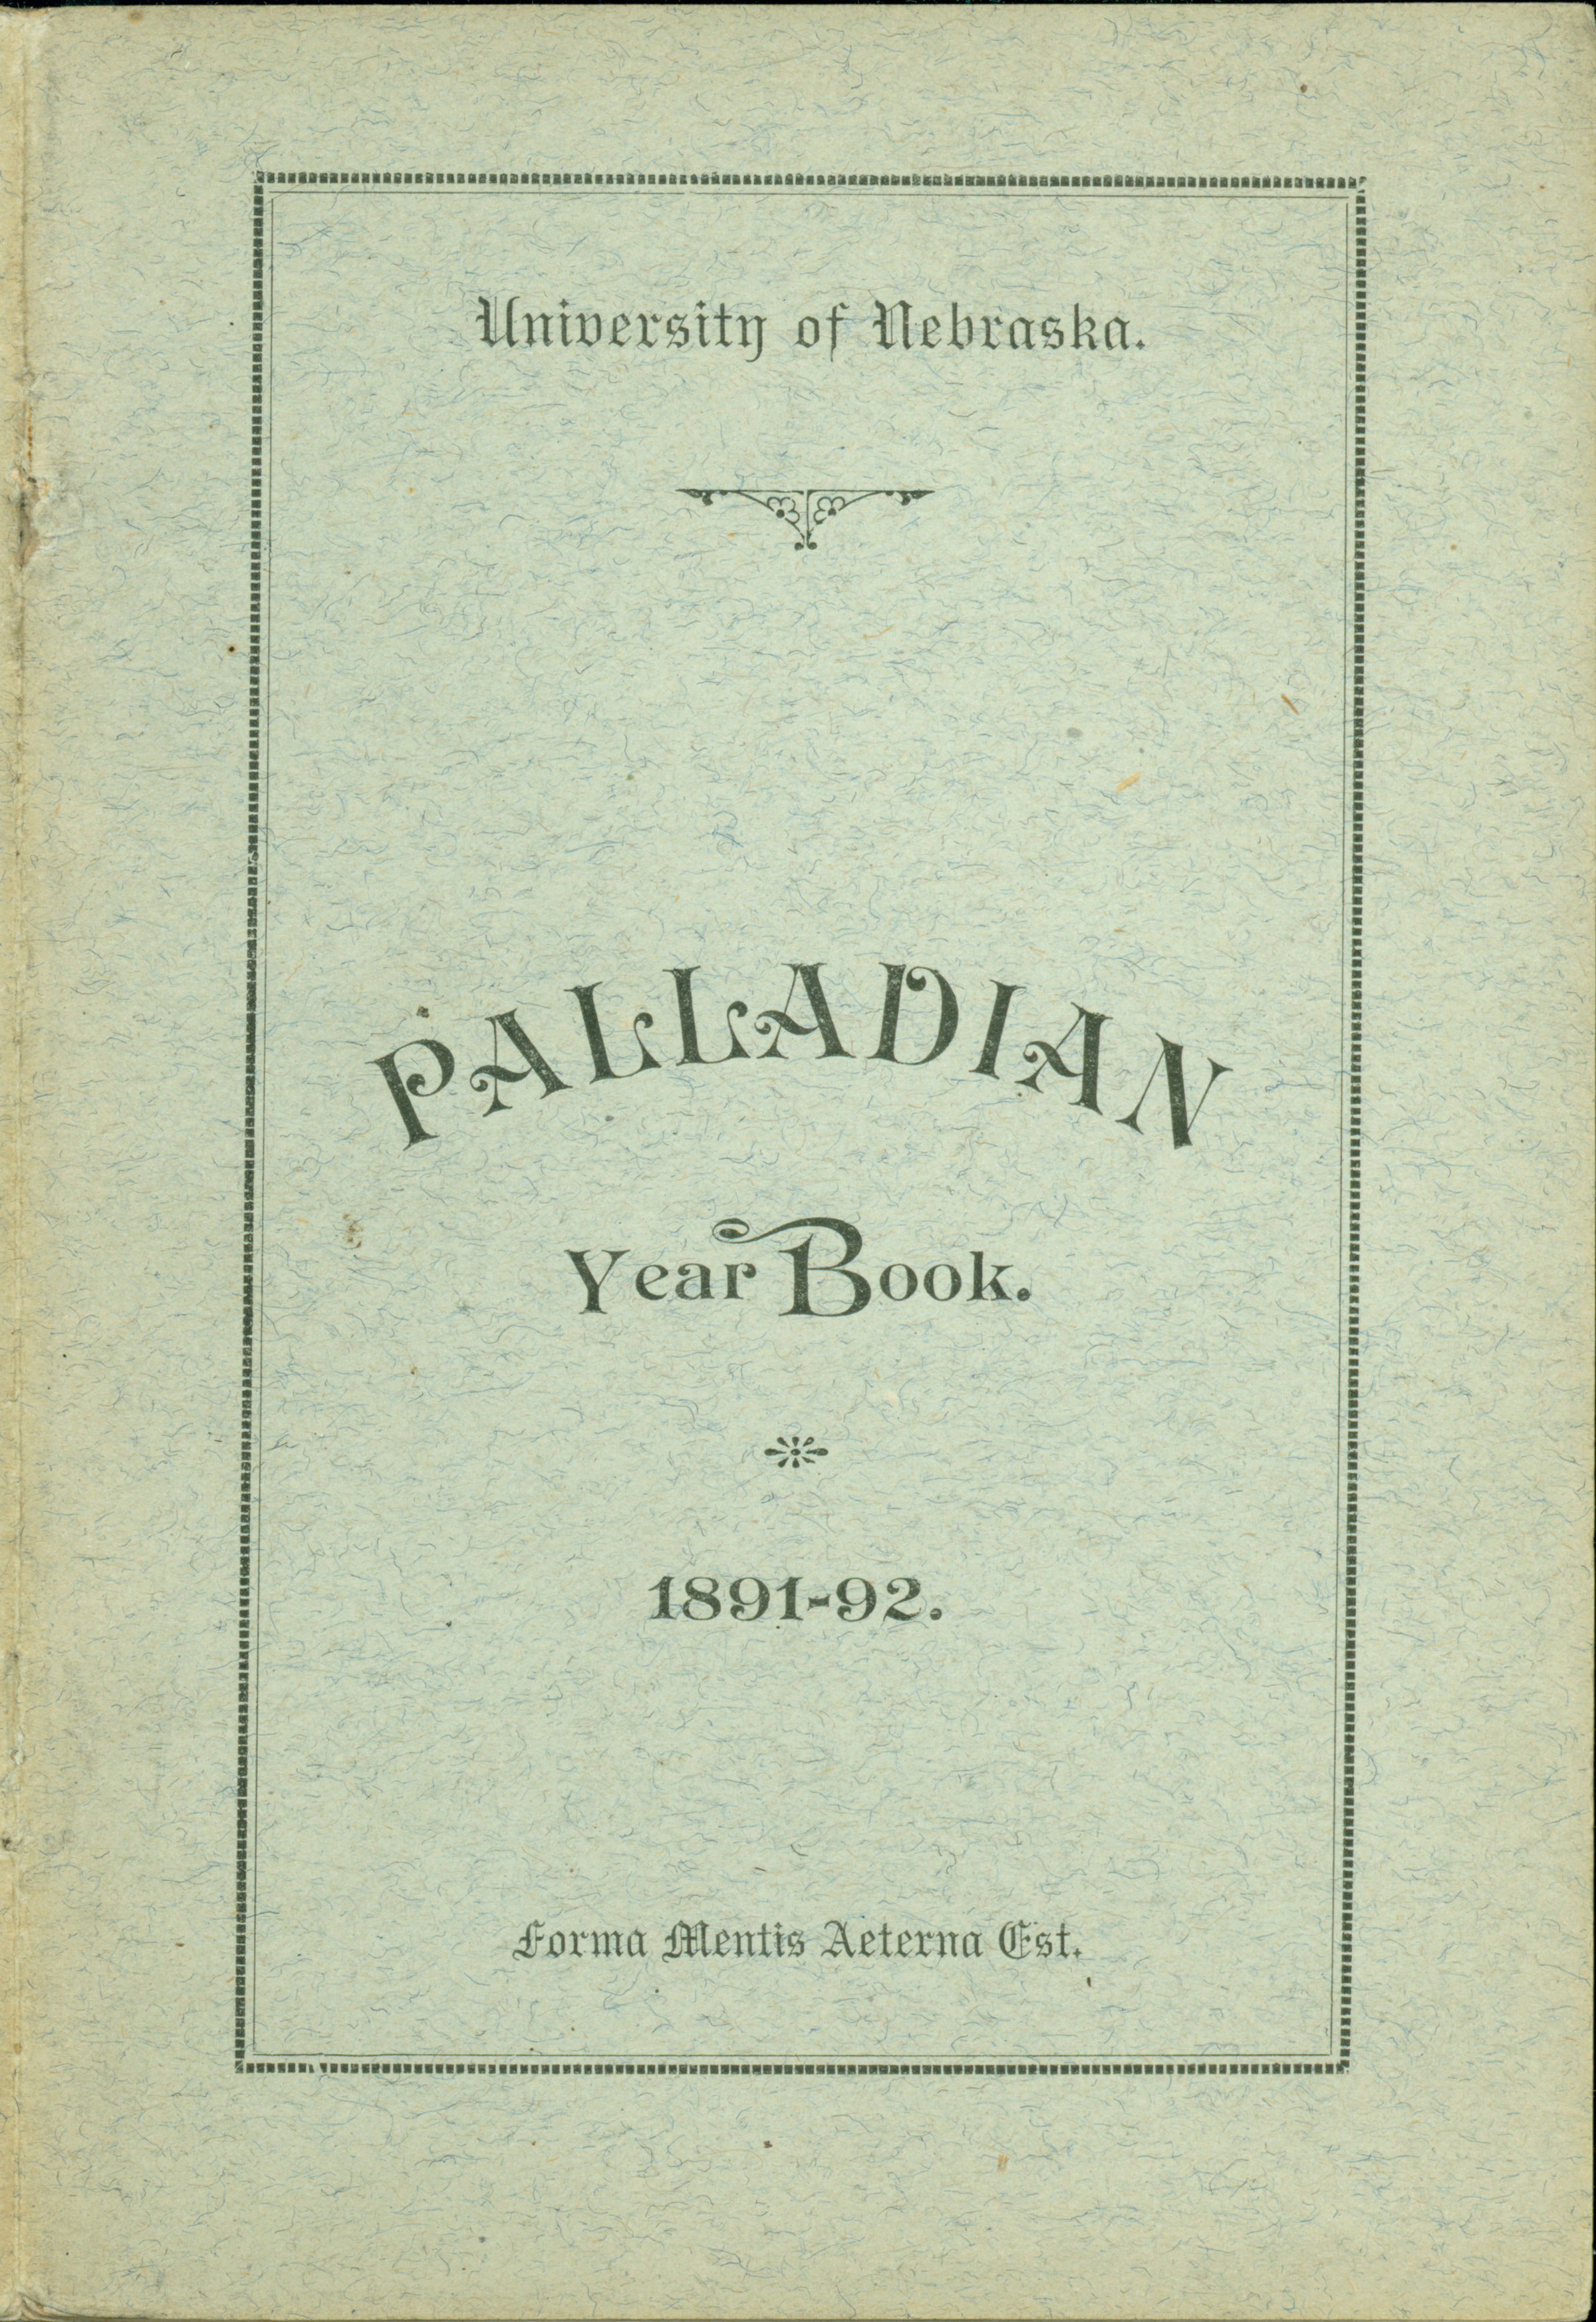 University of Nebraska.
PALLADIAN
Year Book.
1891-92.
Forma Mentis Aeterna Est.